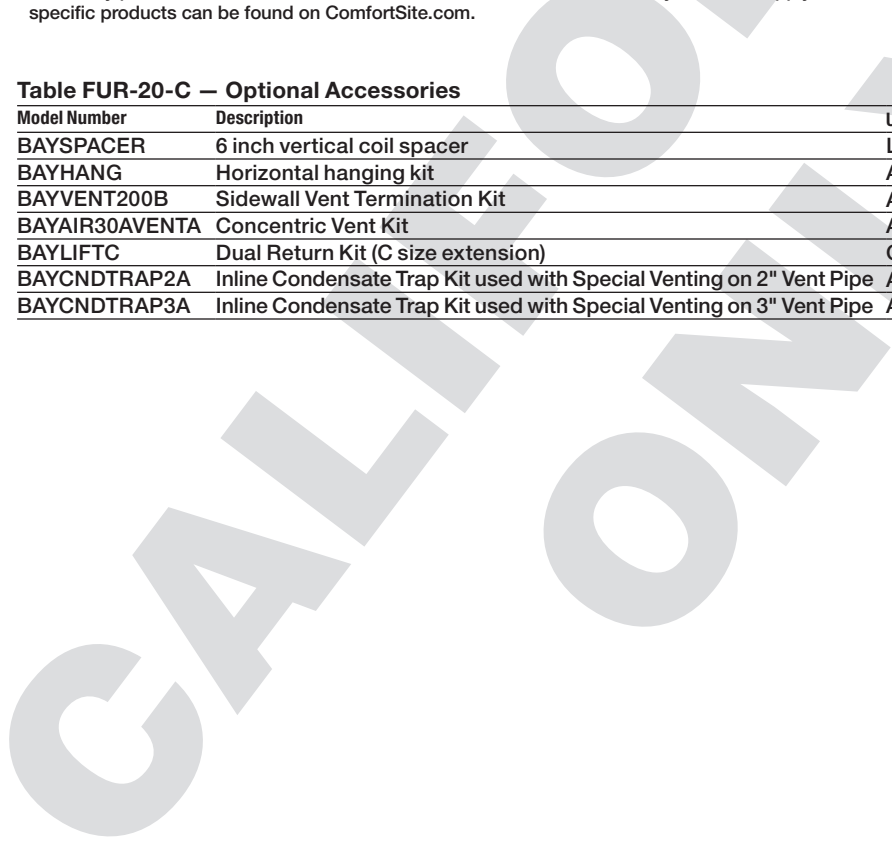 specific products can be found on ComfortSite.com.
Table FUR-20-C — Optional Accessories
Model Number Description
BAYSPACER 6 inch vertical coil spacer
BAYHANG Horizontal hanging kit
BAYVENT200B Sidewall Vent Termination Kit
BAYAIR30AVENTA Concentric Vent Kit
BAYLIFTC Dual Return Kit (C size extension)
BAYCNDTRAP2A Inline Condensate Trap Kit used with Special Venting on 2" Vent Pipe
BAYCNDTRAP3A Inline Condensate Trap Kit used with Special Venting on 3" Vent Pipe